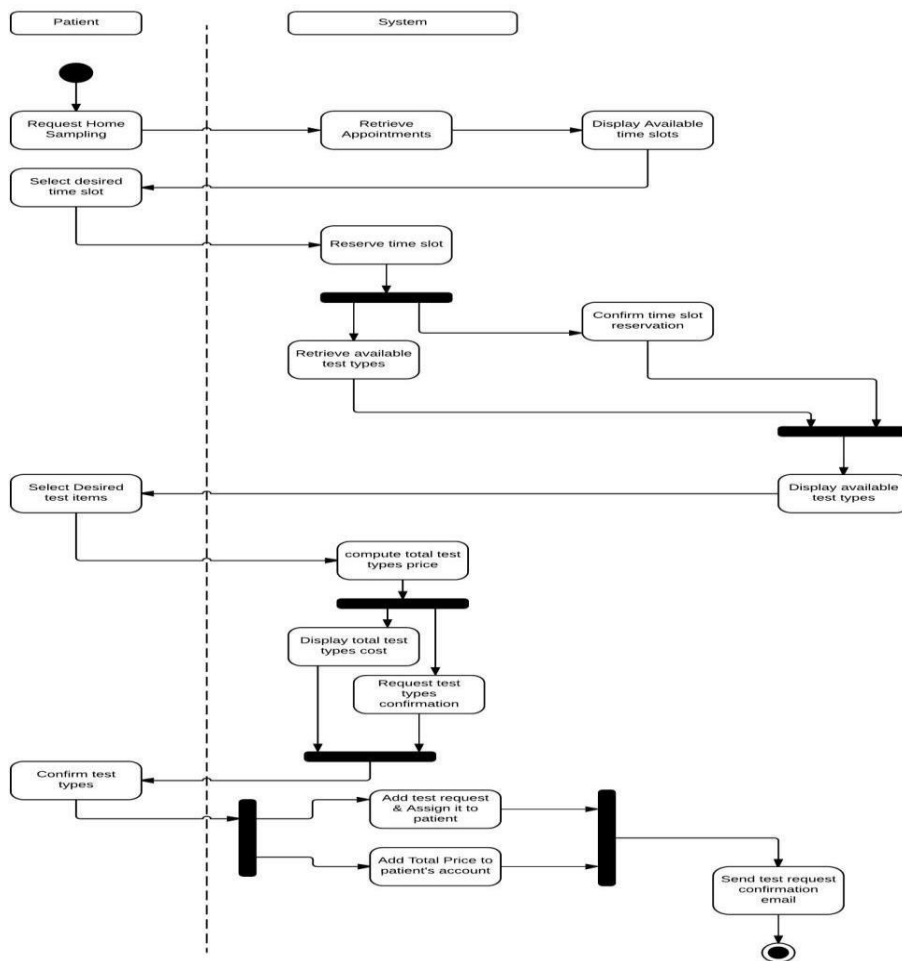 Patient
System
Request Home
Sampling
Retrieve
Appointments
Display Available
time slots
Select desired
time slot
Reserve time slot
Confirm time slot
reservation
Retrieve available
test types
Select Desired
test items
Display available
test types
compute total test
types price
Display total test
types cost
Request test
types
confirmation
Confirm test
types
Add test request
& Assign it to
patient
Add Total Price to
patient's account
Send test request
confirmation
email